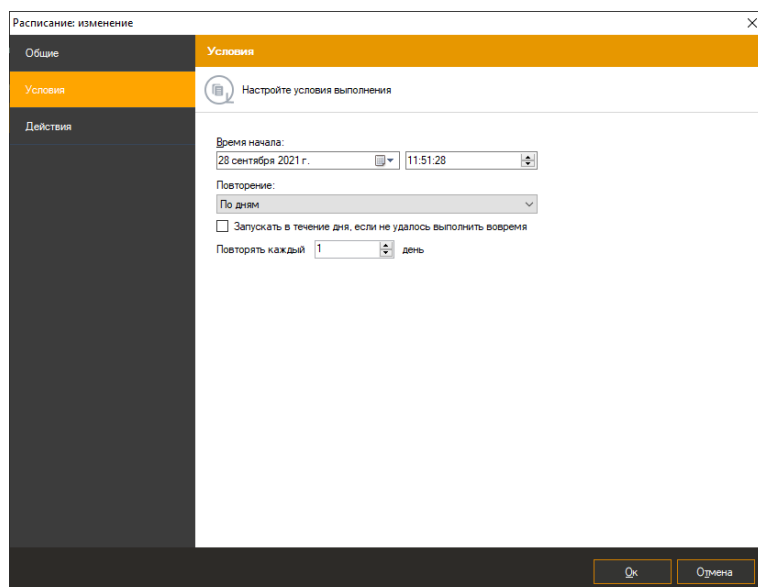 Расписание: изменение
Общие
Условия
Действия
Условия
Настройте условия выполнения
Время начала:
28 сентября 2021 г. 11:51:28
Повторение:
По дням
Запускать в течение дня, если не удалось выполнить вовремя
Повторять каждый 1 день
Ок Отмена